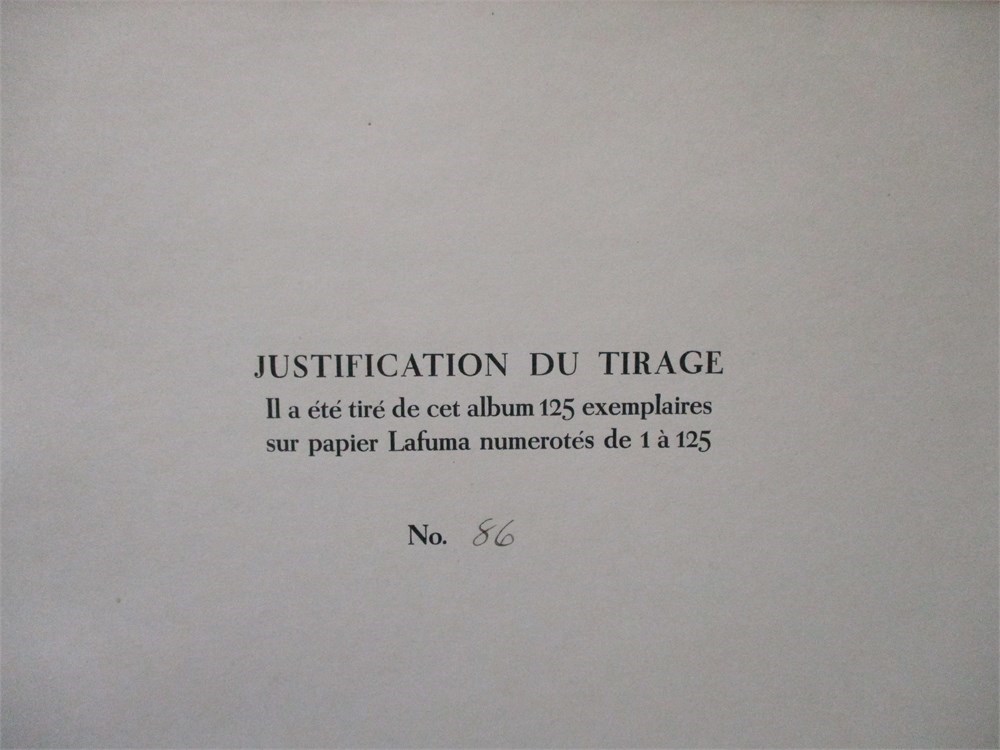 JUSTIFICATION DU TIRAGE
Il a été tiré de cet album 125 exemplaires
sur papier Lafuma numerotés de 1 à 125
No. 86